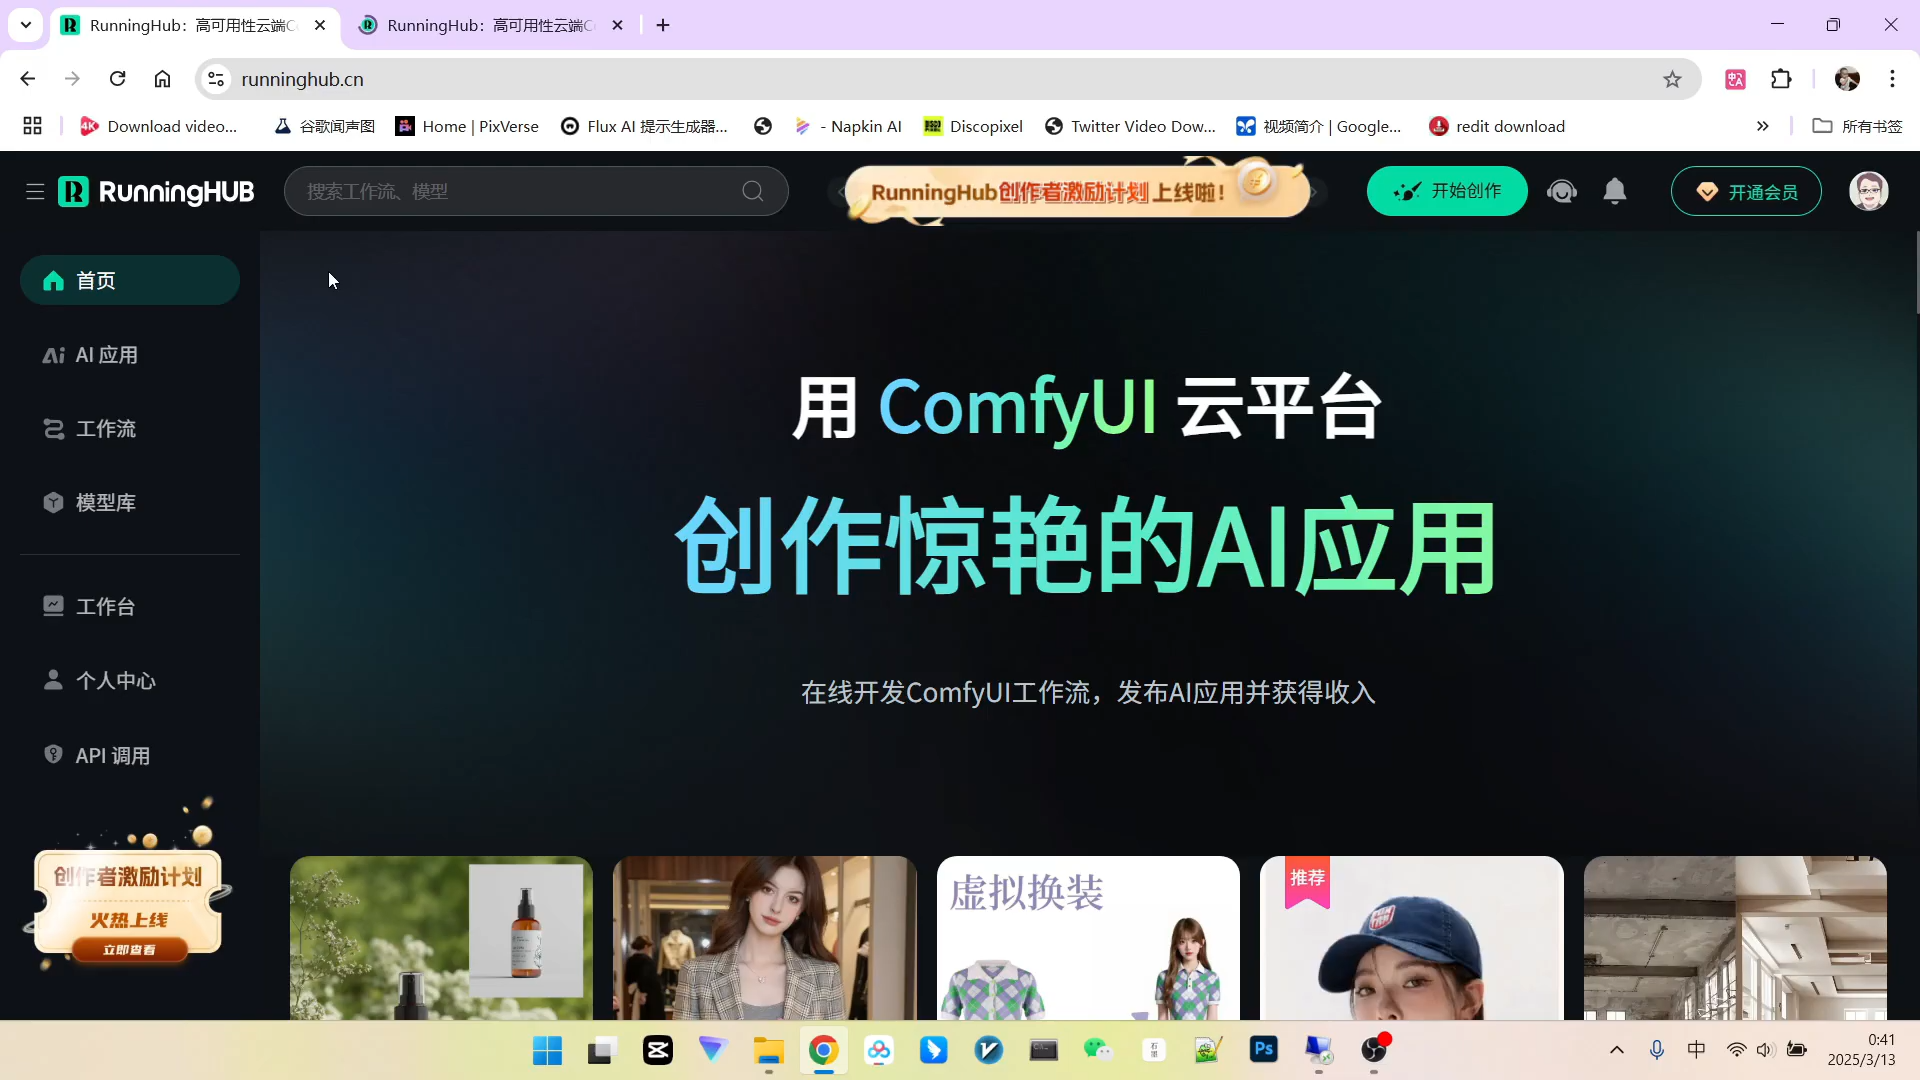 RunningHub：高可用性云端C
RunningHub：高可用性云端C
runninghub.cn
Download video...
谷歌闻声图
Home | PixVerse
Flux AI 提示生成器...
- Napkin AI
Discopixel
Twitter Video Dow...
视频简介 | Google...
redit download
所有书签
RunningHUB
搜索工作流、模型
RunningHub创作者激励计划 上线啦！
开始创作
开通会员
首页
AI 应用
工作流
模型库
工作台
个人中心
API 调用
创作者激励计划
火热上线
立即查看
用 ComfyUI 云平台
创作惊艳的AI应用
在线开发ComfyUI工作流，发布AI应用并获得收入
虚拟换装
推荐
中
0:41
2025/3/13